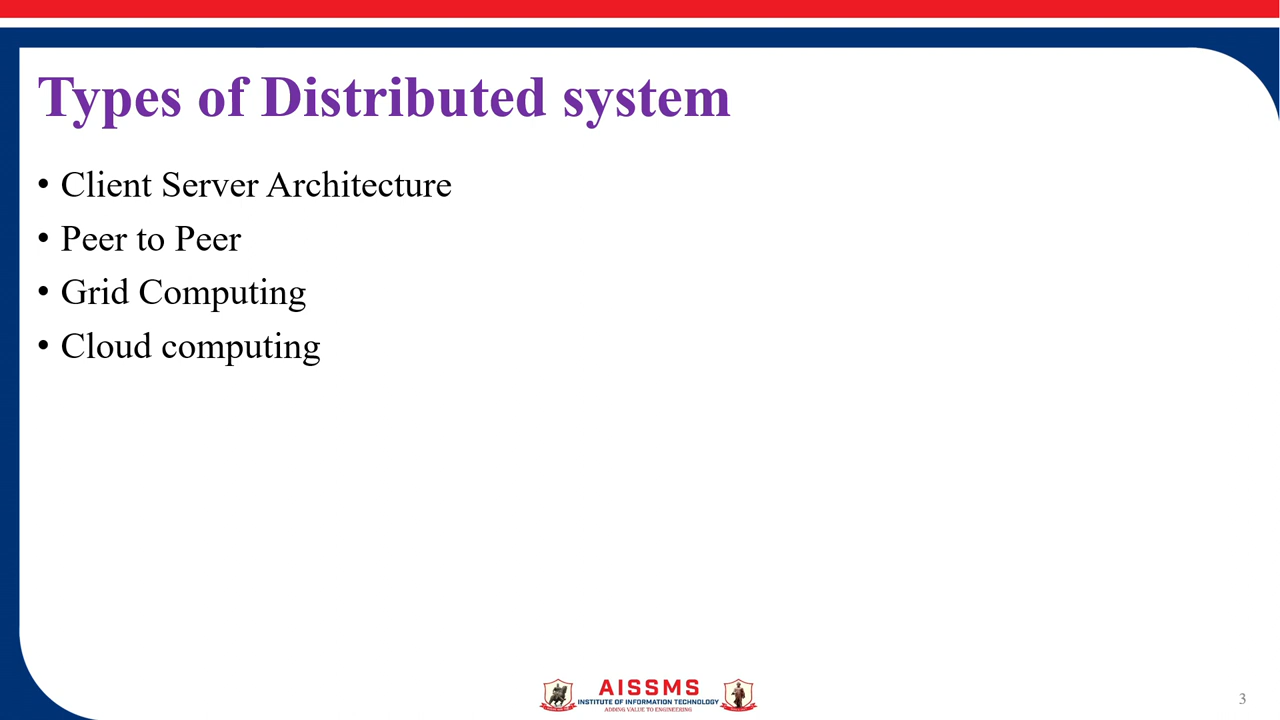 Types of Distributed system
• Client Server Architecture
• Peer to Peer
• Grid Computing
• Cloud computing
AISSMS
INSTITUTE OF INFORMATION TECHNOLOGY
ADDING VALUE TO ENGINEERING
3